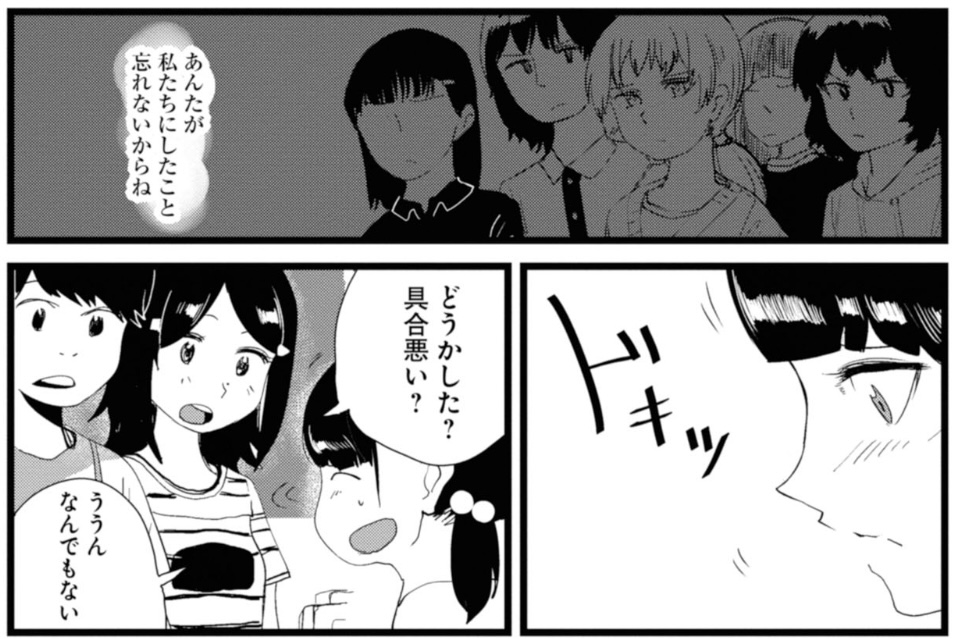 あんたが
私たちにしたこと
忘れないからね
ドキッ
どうかした?
具合悪い?
ううん
なんでもない